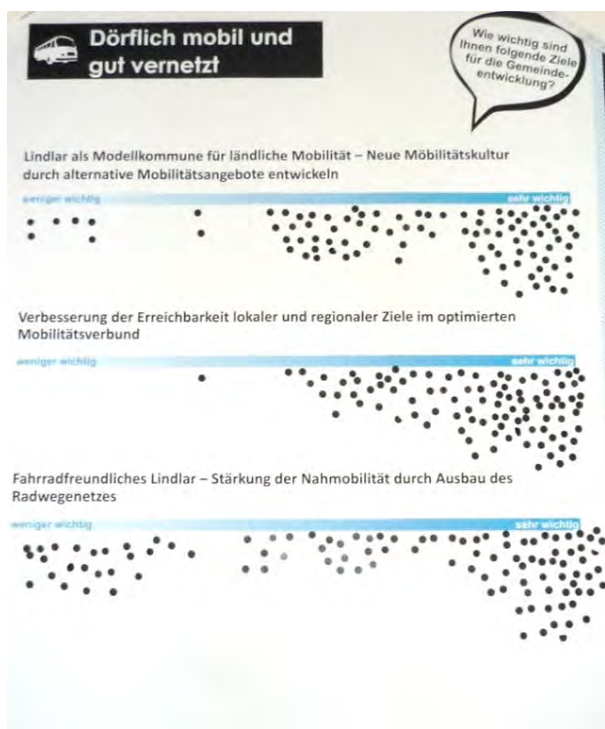 Dörflich mobil und
gut vernetzt
Wie wichtig sind
Ihnen folgende Ziele
für die Gemeinde-
entwicklung?
Lindlar als Modellkommune für ländliche Mobilität – Neue Möbilitätskultur
durch alternative Mobilitätsangebote entwickeln
weniger wichtig sehr wichtig
Verbesserung der Erreichbarkeit lokaler und regionaler Ziele im optimierten
Mobilitätsverbund
weniger wichtig sehr wichtig
Fahrradfreundliches Lindlar – Stärkung der Nahmobilität durch Ausbau des
Radwegenetzes
weniger wichtig sehr wichtig